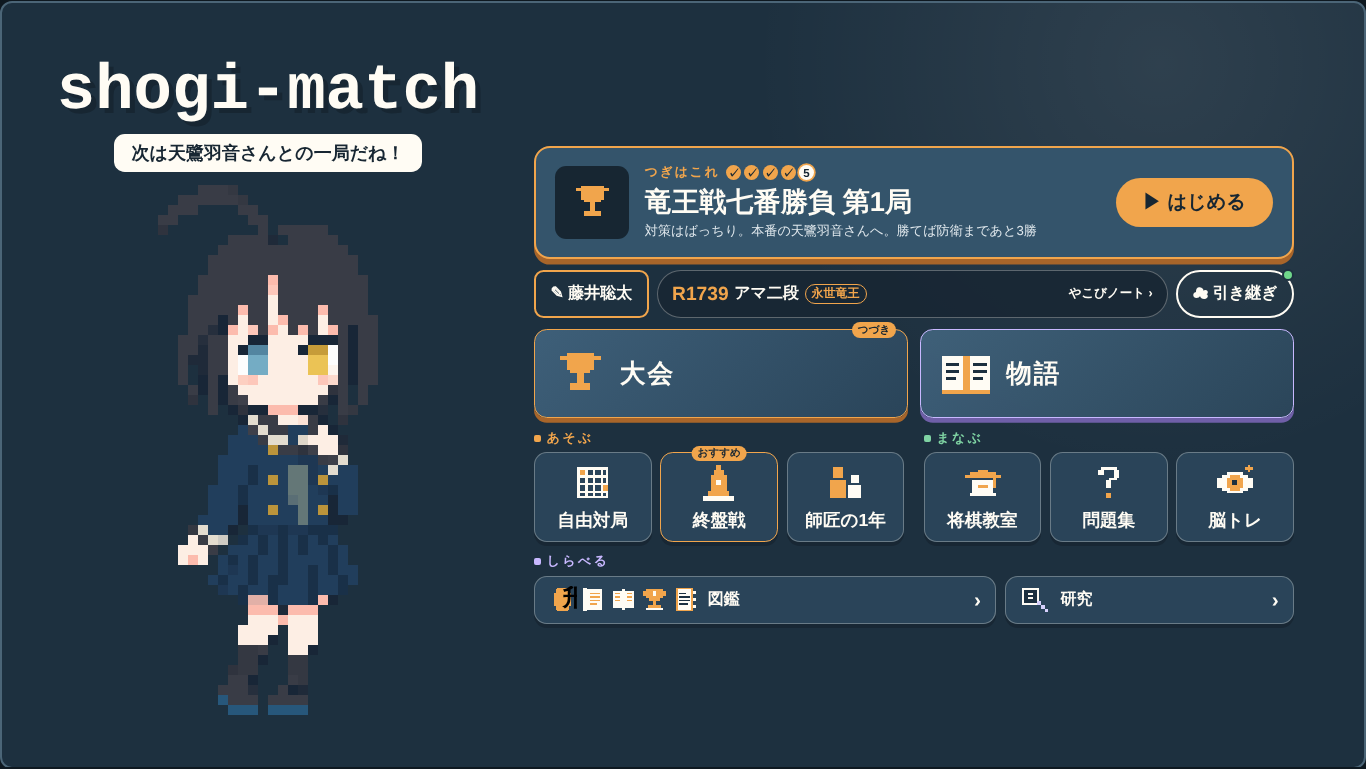 shogi-match
次は天鷺羽音さんとの一局だね！
つぎはこれ ✓✓✓✓5
竜王戦七番勝負 第1局
対策はばっちり。本番の天鷺羽音さんへ。勝てば防衛まであと3勝
▶ はじめる
✎ 藤井聡太
R1739 アマ二段 永世竜王
やこびノート ›
引き継ぎ
つづき
大会
物語
あそぶ
自由対局
おすすめ
終盤戦
師匠の1年
まなぶ
将棋教室
問題集
脳トレ
しらべる
図鑑 ›
研究 ›